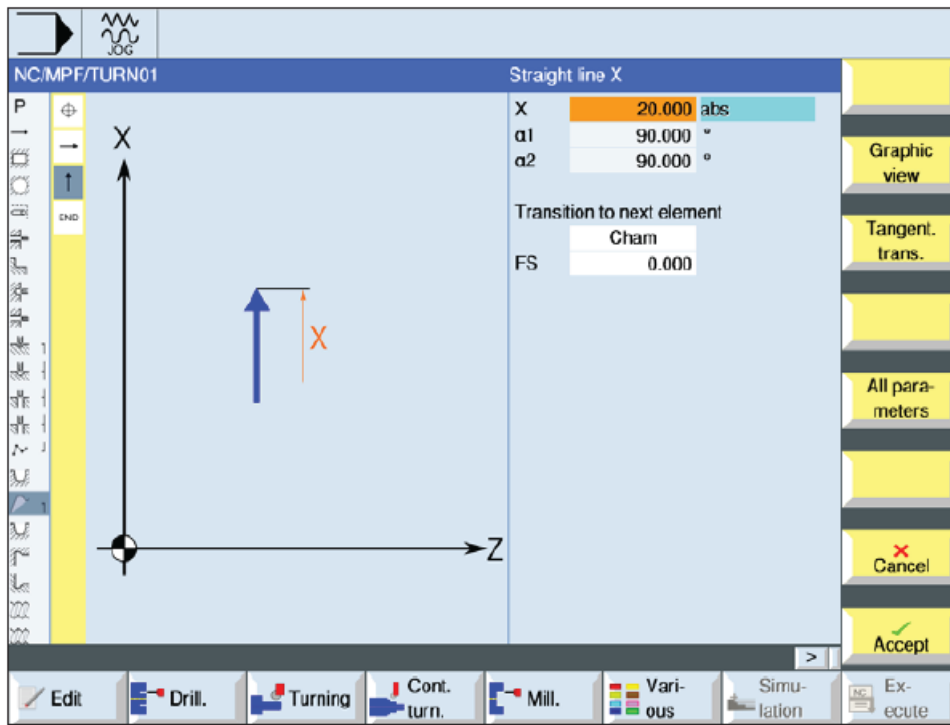 JOG
NC/MPF/TURN01
Straight line X
P
X 20.000 abs
α1 90.000 °
α2 90.000 °
Transition to next element
Cham
FS 0.000
END
X
X
Z
1
1
Graphic
view
Tangent.
trans.
All para-
meters
Cancel
Accept
>
Edit
Drill.
Turning
Cont.
turn.
Mill.
Vari-
ous
Simu-
lation
NC
Ex-
ecute